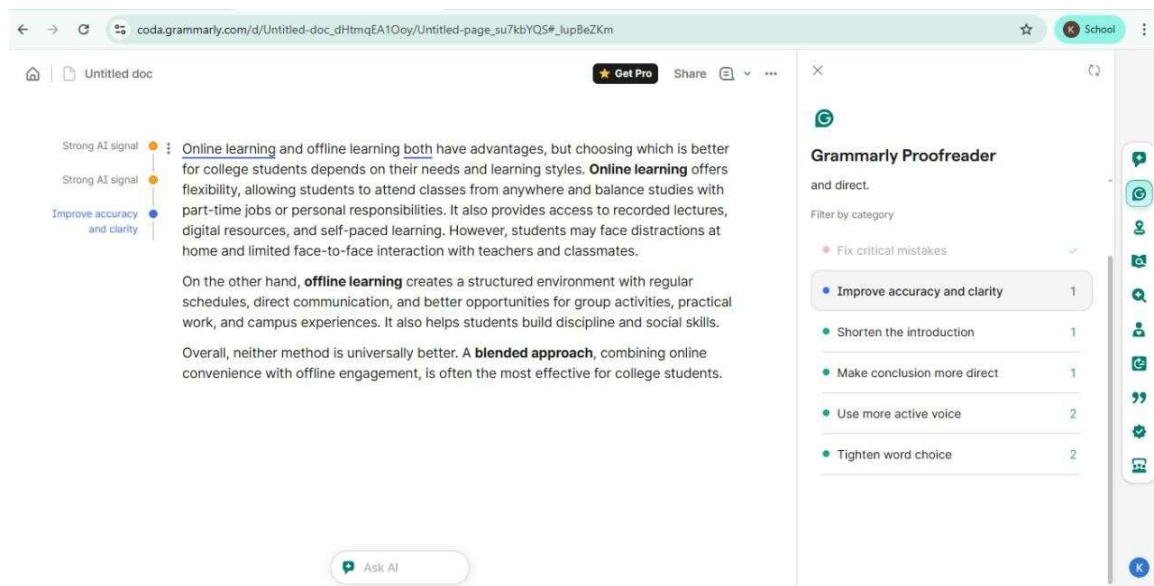 coda.grammarly.com/d/Untitled-doc_dHtmqEA1Ooy/Untitled-page_su7kbYQS#_lupBeZKm
K School
Untitled doc
Get Pro Share
Strong AI signal
Strong AI signal
Improve accuracy
and clarity
Online learning and offline learning both have advantages, but choosing which is better
for college students depends on their needs and learning styles. Online learning offers
flexibility, allowing students to attend classes from anywhere and balance studies with
part-time jobs or personal responsibilities. It also provides access to recorded lectures,
digital resources, and self-paced learning. However, students may face distractions at
home and limited face-to-face interaction with teachers and classmates.
On the other hand, offline learning creates a structured environment with regular
schedules, direct communication, and better opportunities for group activities, practical
work, and campus experiences. It also helps students build discipline and social skills.
Overall, neither method is universally better. A blended approach, combining online
convenience with offline engagement, is often the most effective for college students.
Ask AI
Grammarly Proofreader
and direct.
Filter by category
Fix critical mistakes
Improve accuracy and clarity 1
Shorten the introduction 1
Make conclusion more direct 1
Use more active voice 2
Tighten word choice 2
K